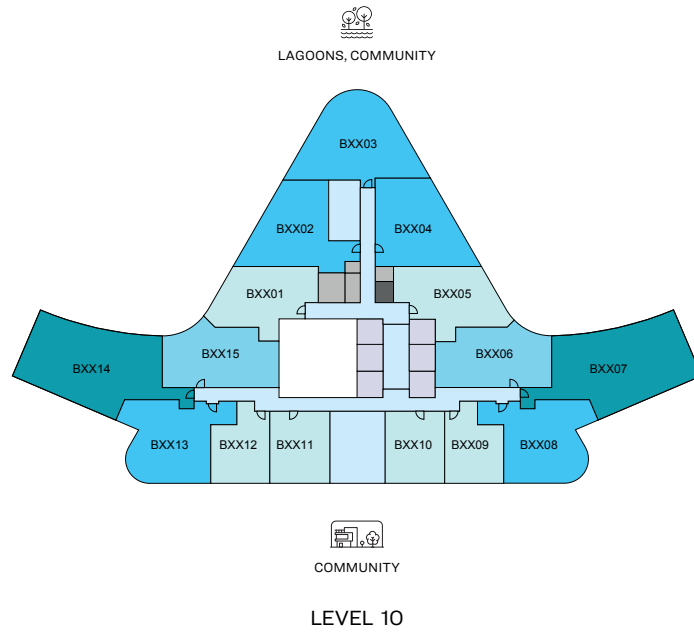 LAGOONS, COMMUNITY
BXX03
BXX02
BXX04
BXX01
BXX05
BXX15
BXX06
BXX14
BXX07
BXX13
BXX12
BXX11
BXX10
BXX09
BXX08
COMMUNITY
LEVEL 10